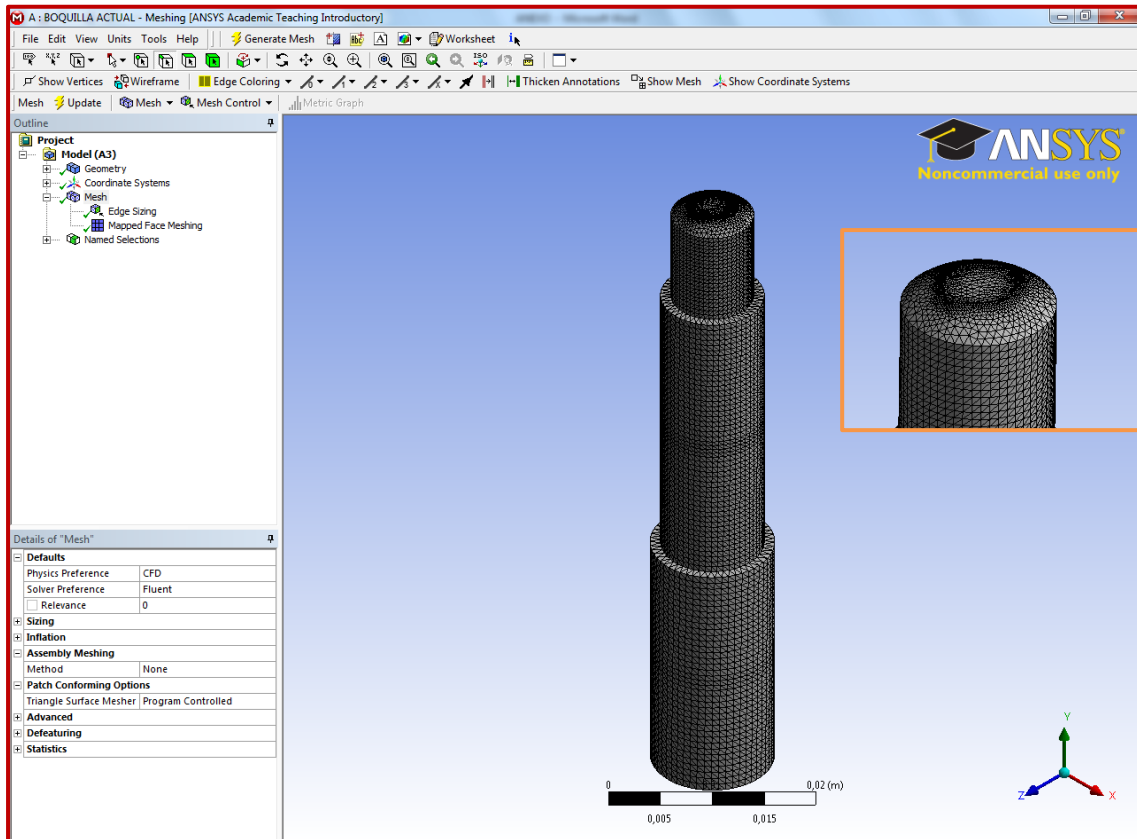 A : BOQUILLA ACTUAL - Meshing [ANSYS Academic Teaching Introductory]
File Edit View Units Tools Help Generate Mesh A Worksheet i
Show Vertices Wireframe Edge Coloring Thicken Annotations Show Mesh Show Coordinate Systems
Mesh Update Mesh Mesh Control Metric Graph
Outline
Project
Model (A3)
Geometry
Coordinate Systems
Mesh
Edge Sizing
Mapped Face Meshing
Named Selections
Details of "Mesh"
Defaults
Physics Preference CFD
Solver Preference Fluent
Relevance 0
Sizing
Inflation
Assembly Meshing
Method None
Patch Conforming Options
Triangle Surface Mesher Program Controlled
Advanced
Defeaturing
Statistics
ANSYS
Noncommercial use only
0 0,02 (m)
0,005 0,015
Y
Z X